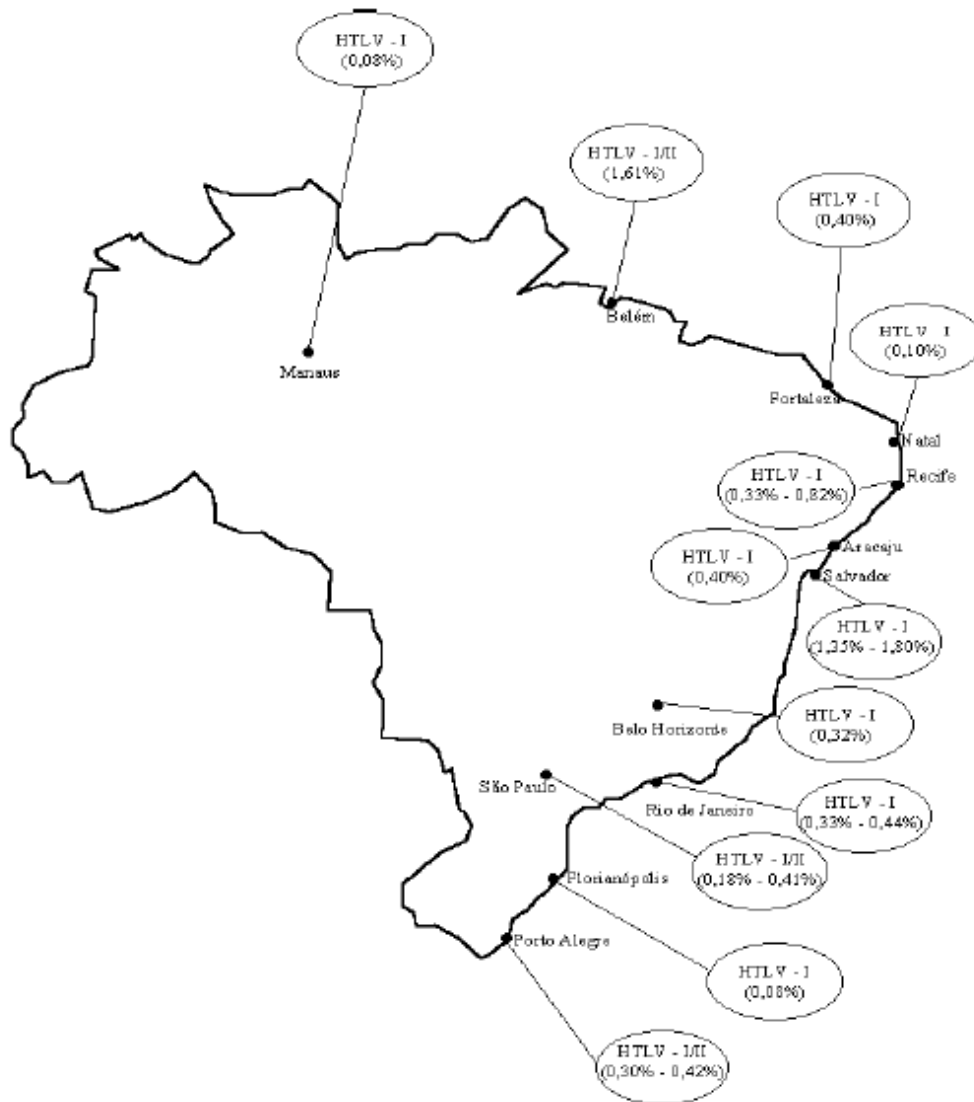 HTLV - I
(0,08%)
HTLV - I/II
(1,61%)
HTLV - I
(0,40%)
HTLV - I
(0,10%)
Belém
Manaus
Fortaleza
Natal
Recife
HTLV - I
(0,33% - 0,82%)
Aracaju
HTLV - I
(0,40%)
Salvador
HTLV - I
(1,35% - 1,80%)
Belo Horizonte
HTLV - I
(0,32%)
São Paulo
Rio de Janeiro
HTLV - I
(0,33% - 0,44%)
HTLV - I/II
(0,18% - 0,41%)
Florianópolis
Porto Alegre
HTLV - I
(0,08%)
HTLV - I/II
(0,30% - 0,42%)